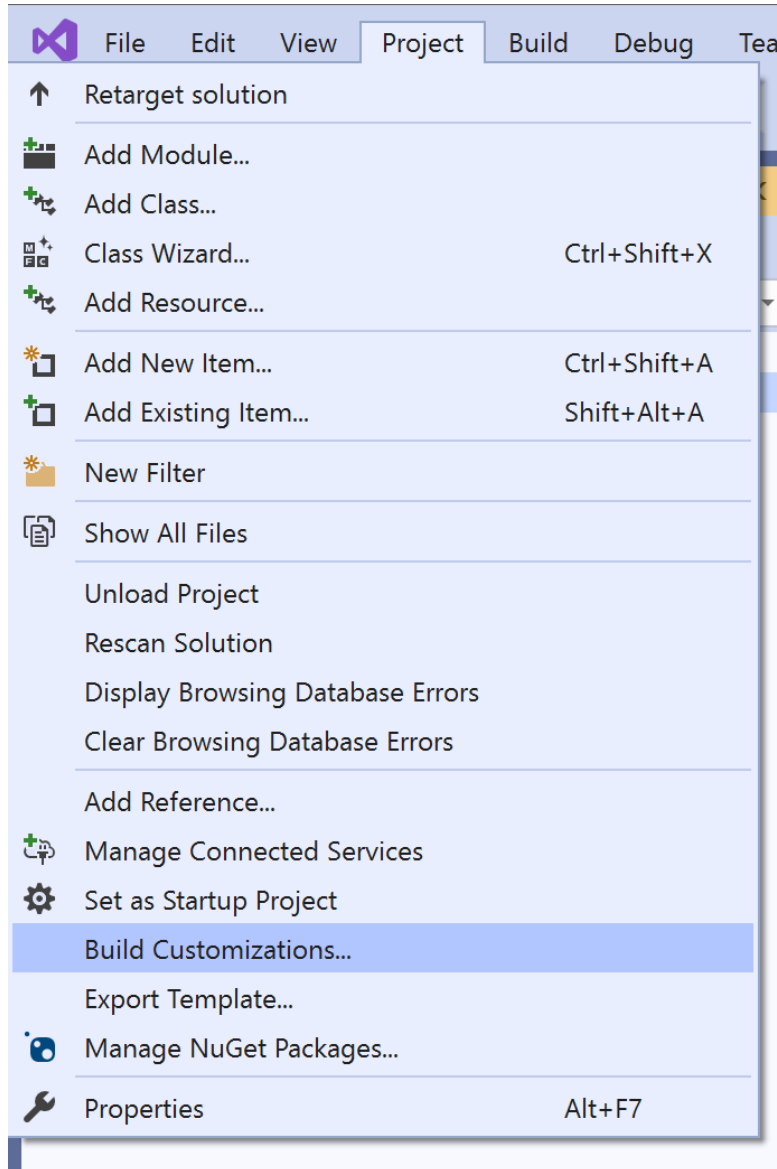 File Edit View Project Build Debug Tea
Retarget solution
Add Module...
Add Class...
Class Wizard... Ctrl+Shift+X
Add Resource...
Add New Item... Ctrl+Shift+A
Add Existing Item... Shift+Alt+A
New Filter
Show All Files
Unload Project
Rescan Solution
Display Browsing Database Errors
Clear Browsing Database Errors
Add Reference...
Manage Connected Services
Set as Startup Project
Build Customizations...
Export Template...
Manage NuGet Packages...
Properties Alt+F7